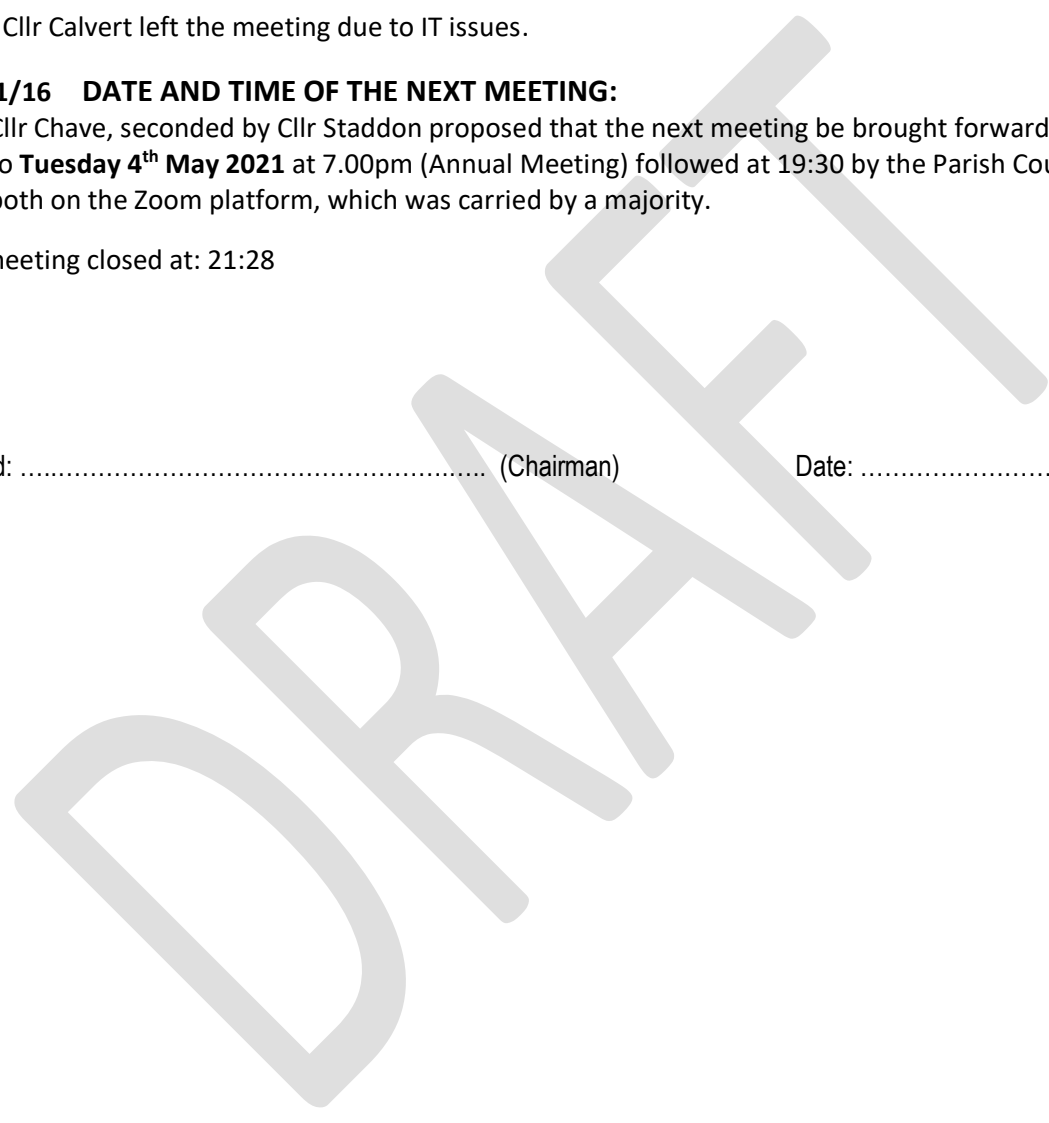 Cllr Calvert left the meeting due to IT issues.
1/16 DATE AND TIME OF THE NEXT MEETING:
Cllr Chave, seconded by Cllr Staddon proposed that the next meeting be brought forward
to Tuesday 4th May 2021 at 7.00pm (Annual Meeting) followed at 19:30 by the Parish Cou
both on the Zoom platform, which was carried by a majority.
meeting closed at: 21:28
d: ………………………………………………… (Chairman) Date: ……………………
DRAFT